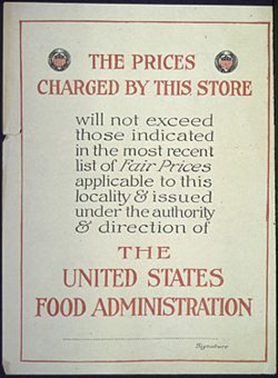 THE PRICES
CHARGED BY THIS STORE
will not exceed
those indicated
in the most recent
list of Fair Prices
applicable to this
locality & issued
under the authority
& direction of
THE
UNITED STATES
FOOD ADMINISTRATION
Signature